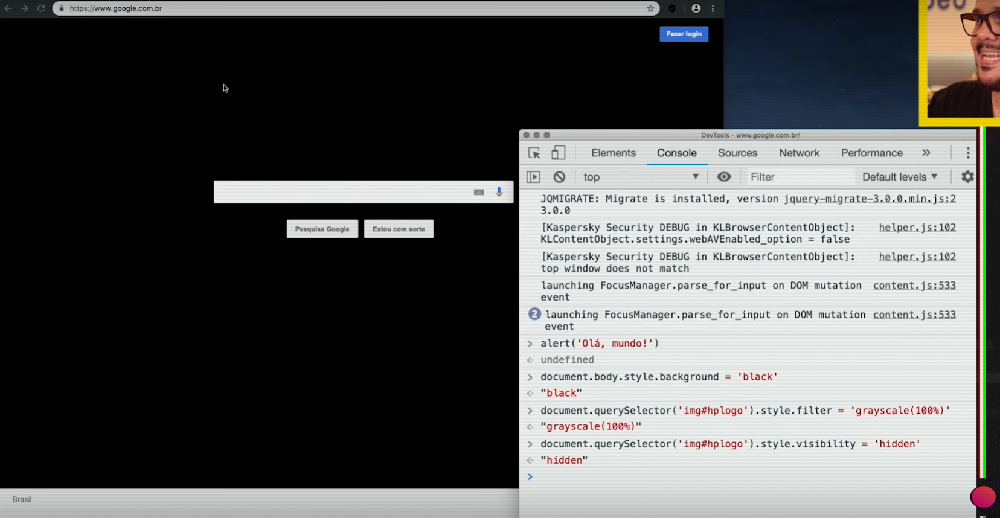 https://www.google.com.br
Fazer login
Pesquisa Google
Estou com sorte
Brasil
DevTools - www.google.com.br/
Elements
Console
Sources
Network
Performance
top
Filter
Default levels
JQMIGRATE: Migrate is installed, version jquery-migrate-3.0.0.min.js:2
3.0.0
[Kaspersky Security DEBUG in KLBrowserContentObject]: helper.js:102
KLContentObject.settings.webAVEnabled_option = false
[Kaspersky Security DEBUG in KLBrowserContentObject]: helper.js:102
top window does not match
launching FocusManager.parse_for_input on DOM mutation content.js:533
event
2 launching FocusManager.parse_for_input on DOM mutation content.js:533
event
> alert('Olá, mundo!')
undefined
> document.body.style.background = 'black'
"black"
> document.querySelector('img#hplogo').style.filter = 'grayscale(100%)'
"grayscale(100%)"
> document.querySelector('img#hplogo').style.visibility = 'hidden'
"hidden"
>